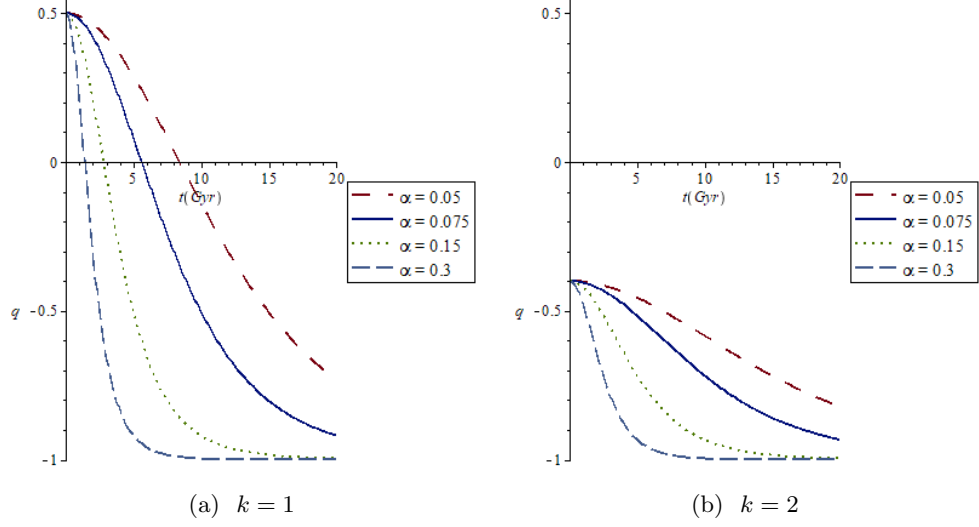 0.5
0
5
10
15
20
t(Gyr)
q
-0.5
-1
α = 0.05
α = 0.075
α = 0.15
α = 0.3
(a) k = 1
0.5
0
5
10
15
20
t(Gyr)
q
-0.5
-1
α = 0.05
α = 0.075
α = 0.15
α = 0.3
(b) k = 2